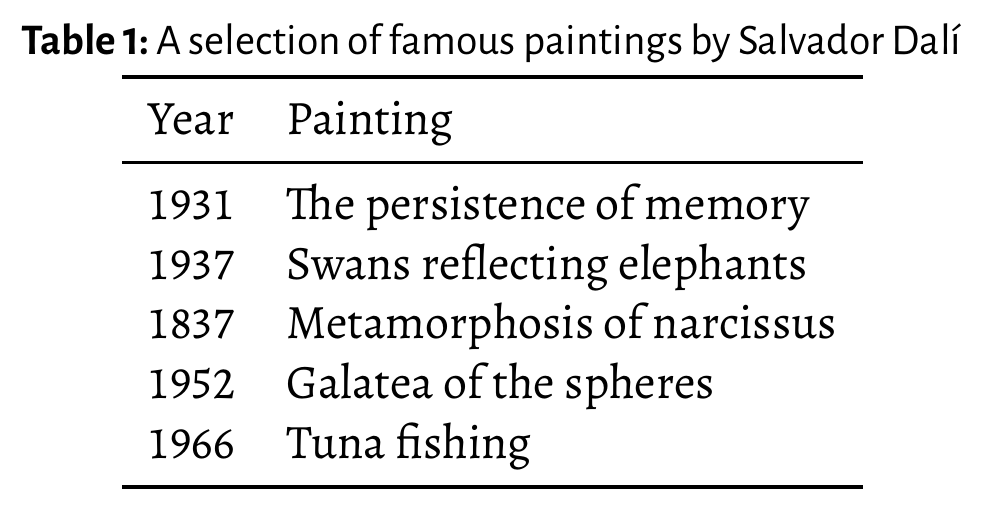 Table 1: A selection of famous paintings by Salvador Dalí
Year Painting
1931 The persistence of memory
1937 Swans reflecting elephants
1837 Metamorphosis of narcissus
1952 Galatea of the spheres
1966 Tuna fishing